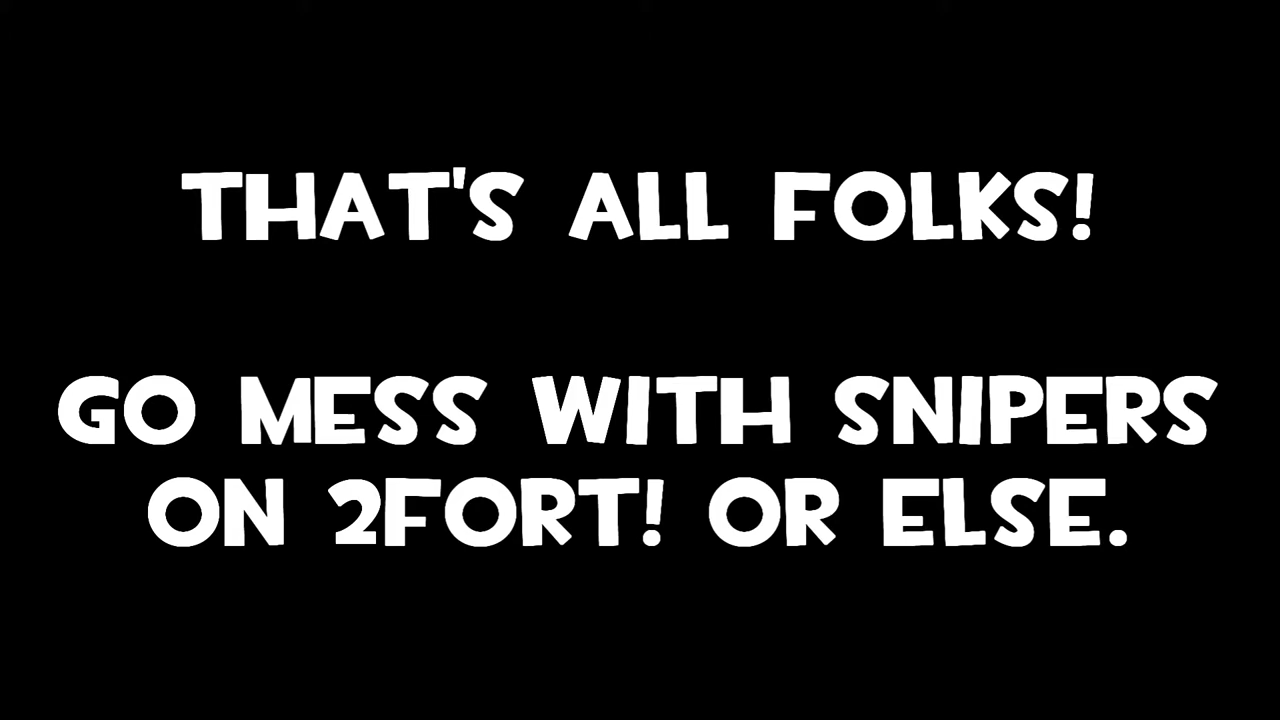 THAT'S ALL FOLKS!
GO MESS WITH SNIPERS
ON 2FORT! OR ELSE.